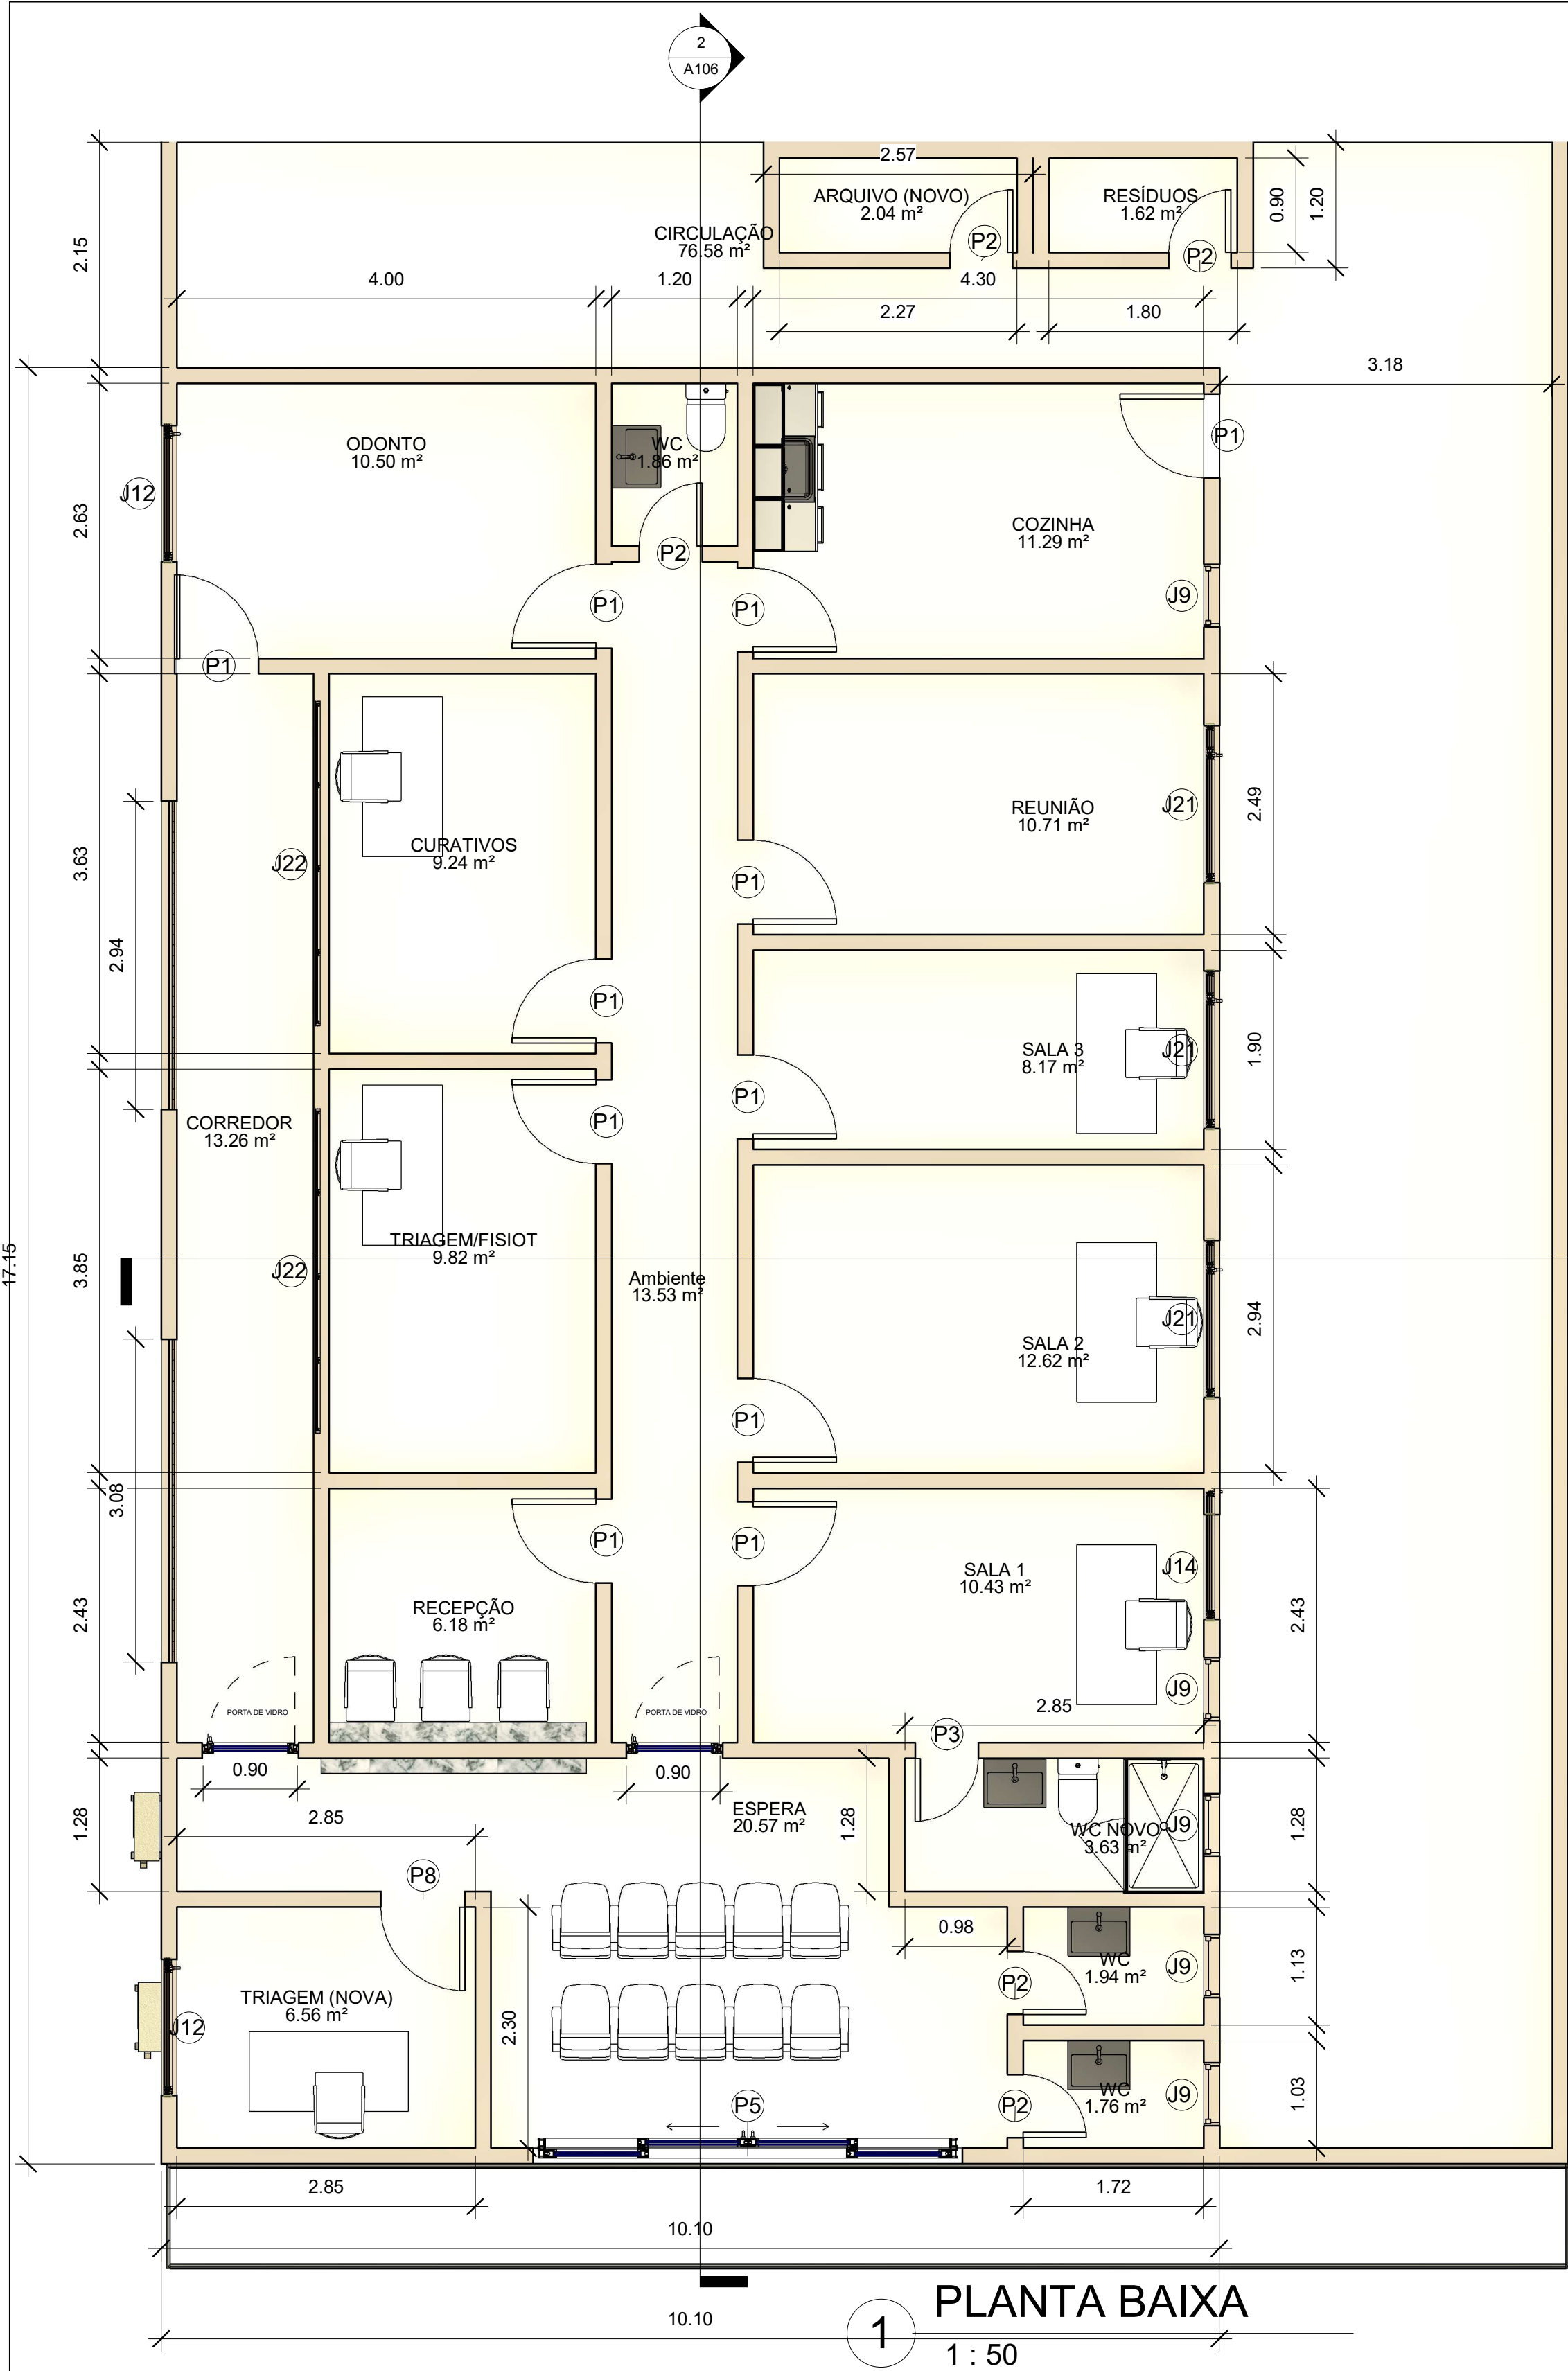 2
A106
2.57
ARQUIVO (NOVO)
2.04 m²
RESÍDUOS
1.62 m²
0.90
1.20
P2
P2
CIRCULAÇÃO
76.58 m²
2.15
4.00
1.20
4.30
2.27
1.80
3.18
ODONTO
10.50 m²
WC
1.86 m²
P1
J12
2.63
COZINHA
11.29 m²
P2
J9
P1
P1
P1
CURATIVOS
9.24 m²
REUNIÃO
10.71 m²
J21
2.49
J22
3.63
P1
2.94
P1
SALA 3
8.17 m²
J21
1.90
P1
P1
CORREDOR
13.26 m²
TRIAGEM/FISIOT
9.82 m²
17.15
3.85
J22
Ambiente
13.53 m²
SALA 2
12.62 m²
J21
2.94
P1
3.08
P1
P1
SALA 1
10.43 m²
J14
RECEPÇÃO
6.18 m²
2.43
2.43
J9
PORTA DE VIDRO
PORTA DE VIDRO
2.85
P3
0.90
0.90
ESPERA
20.57 m²
1.28
1.28
2.85
WC NOVO
3.63 m²
J9
1.28
P8
0.98
WC
1.94 m²
J9
1.13
P2
TRIAGEM (NOVA)
6.56 m²
J12
2.30
P5
P2
WC
1.76 m²
J9
1.03
2.85
1.72
10.10
10.10
1
PLANTA BAIXA
1 : 50